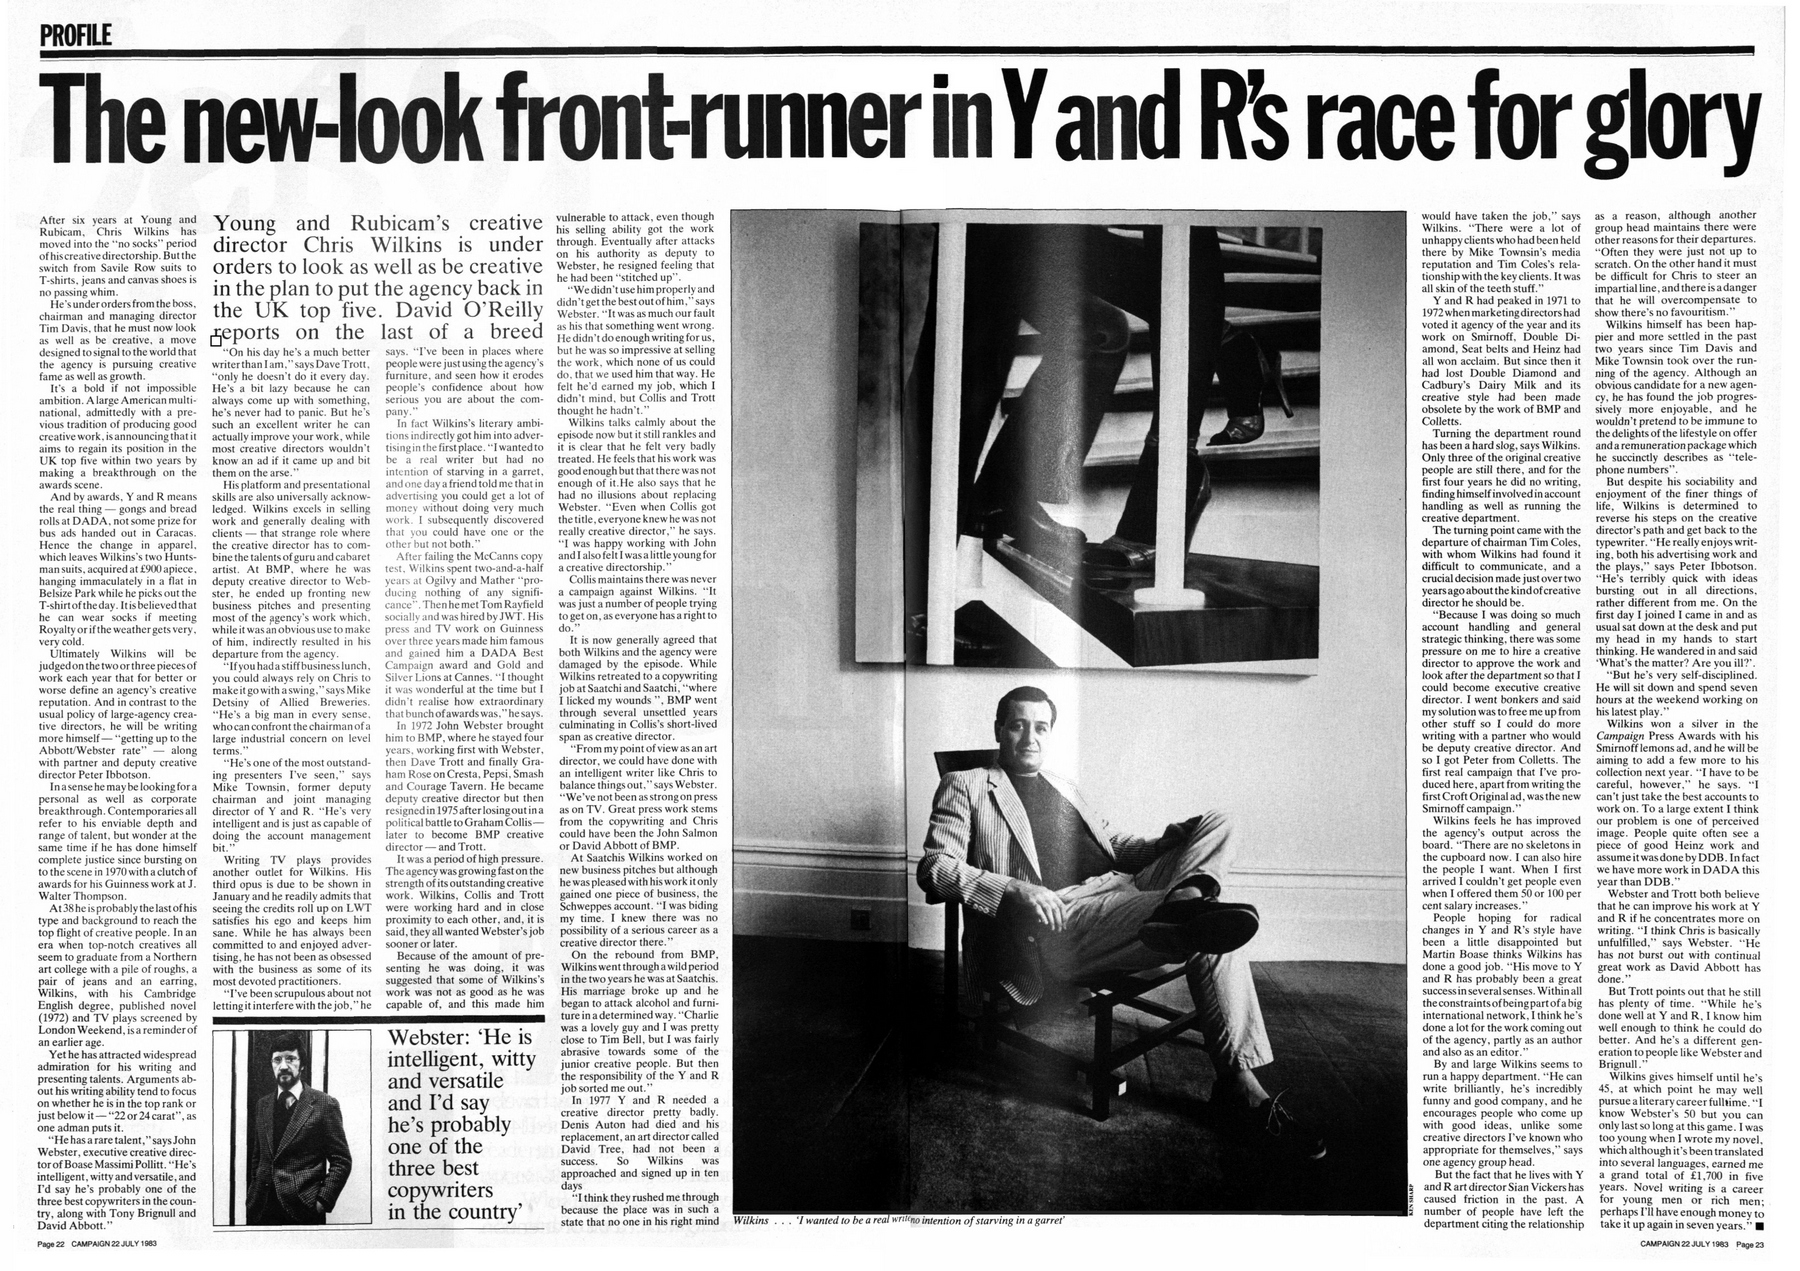 PROFILE
The new-look front-runner in Y and R's race for glory
After six years at Young and
Rubicam, Chris Wilkins has
moved into the "no socks" period
of his creative directorship. But the
switch from Savile Row suits to
T-shirts, jeans and canvas shoes is
no passing whim.
He's under orders from the boss,
chairman and managing director
Tim Davis, that he must now look
as well as be creative, a move
designed to signal to the world that
the agency is pursuing creative
fame as well as growth.
It's a bold if not impossible
ambition. A large American multi-
national, admittedly with a pre-
vious tradition of producing good
creative work, is announcing that it
aims to regain its position in the
UK top five within two years by
making a breakthrough on the
awards scene.
And by awards, Y and R means
the real thing — gongs and bread
rolls at DADA, not some prize for
bus ads handed out in Caracas.
Hence the change in apparel,
which leaves Wilkins's two Hunts-
man suits, acquired at £900 apiece,
hanging immaculately in a flat in
Belsize Park while he picks out the
T-shirt of the day. It is believed that
he can wear socks if meeting
Royalty or if the weather gets very,
very cold.
Ultimately Wilkins will be
judged on the two or three pieces of
work each year that for better or
worse define an agency's creative
reputation. And in contrast to the
usual policy of large-agency crea-
tive directors, he will be writing
more himself — "getting up to the
Abbott/Webster rate" — along
with partner and deputy creative
director Peter Ibbotson.
In a sense he may be looking for a
personal as well as corporate
breakthrough. Contemporaries all
refer to his enviable depth and
range of talent, but wonder at the
same time if he has done himself
complete justice since bursting on
to the scene in 1970 with a clutch of
awards for his Guinness work at J.
Walter Thompson.
At 38 he is probably the last of his
type and background to reach the
top flight of creative people. In an
era when top-notch creatives all
seem to graduate from a Northern
art college with a pile of roughs, a
pair of jeans and an earring,
Wilkins, with his Cambridge
English degree, published novel
(1972) and TV plays screened by
London Weekend, is a reminder of
an earlier age.
Yet he has attracted widespread
admiration for his writing and
presenting talents. Arguments ab-
out his writing ability tend to focus
on whether he is in the top rank or
just below it — "22 or 24 carat", as
one adman puts it.
"He has a rare talent," says John
Webster, executive creative direc-
tor of Boase Massimi Pollitt. "He's
intelligent, witty and versatile, and
I'd say he's probably one of the
three best copywriters in the coun-
try, along with Tony Brignull and
David Abbott."
Young and Rubicam's creative
director Chris Wilkins is under
orders to look as well as be creative
in the plan to put the agency back in
the UK top five. David O'Reilly
reports on the last of a breed
"On his day he's a much better
writer than I am," says Dave Trott,
"only he doesn't do it every day.
He's a bit lazy because he can
always come up with something,
he's never had to panic. But he's
such an excellent writer he can
actually improve your work, while
most creative directors wouldn't
know an ad if it came up and bit
them on the arse."
His platform and presentational
skills are also universally acknow-
ledged. Wilkins excels in selling
work and generally dealing with
clients — that strange role where
the creative director has to com-
bine the talents of guru and cabaret
artist. At BMP, where he was
deputy creative director to Web-
ster, he ended up fronting new
business pitches and presenting
most of the agency's work which,
while it was an obvious use to make
of him, indirectly resulted in his
departure from the agency.
"If you had a stiff business lunch,
you could always rely on Chris to
make it go with a swing," says Mike
Detsiny of Allied Breweries.
"He's a big man in every sense,
who can confront the chairman of a
large industrial concern on level
terms."
"He's one of the most outstand-
ing presenters I've seen," says
Mike Townsin, former deputy
chairman and joint managing
director of Y and R. "He's very
intelligent and is just as capable of
doing the account management
bit."
Writing TV plays provides
another outlet for Wilkins. His
third opus is due to be shown in
January and he readily admits that
seeing the credits roll up on LWT
satisfies his ego and keeps him
sane. While he has always been
committed to and enjoyed adver-
tising, he has not been as obsessed
with the business as some of its
most devoted practitioners.
"I've been scrupulous about not
letting it interfere with the job," he
says. "I've been in places where
people were just using the agency's
furniture, and seen how it erodes
people's confidence about how
serious you are about the com-
pany."
In fact Wilkins's literary ambi-
tions indirectly got him into adver-
tising in the first place. "I wanted to
be a real writer but had no
intention of starving in a garret,
and one day a friend told me that in
advertising you could get a lot of
money without doing very much
work. I subsequently discovered
that you could have one or the
other but not both."
After failing the McCanns copy
test, Wilkins spent two-and-a-half
years at Ogilvy and Mather "pro-
ducing nothing of any signifi-
cance". Then he met Tom Rayfield
socially and was hired by JWT. His
press and TV work on Guinness
over three years made him famous
and gained him a DADA Best
Campaign award and Gold and
Silver Lions at Cannes. "I thought
it was wonderful at the time but I
didn't realise how extraordinary
that bunch of awards was," he says.
In 1972 John Webster brought
him to BMP, where he stayed four
years, working first with Webster,
then Dave Trott and finally Gra-
ham Rose on Cresta, Pepsi, Smash
and Courage Tavern. He became
deputy creative director but then
resigned in 1975 after losing out in a
political battle to Graham Collis —
later to become BMP creative
director — and Trott.
It was a period of high pressure.
The agency was growing fast on the
strength of its outstanding creative
work. Wilkins, Collis and Trott
were working hard and in close
proximity to each other, and, it is
said, they all wanted Webster's job
sooner or later.
Because of the amount of pre-
senting he was doing, it was
suggested that some of Wilkins's
work was not as good as he was
capable of, and this made him
Webster: 'He is
intelligent, witty
and versatile
and I'd say
he's probably
one of the
three best
copywriters
in the country'
vulnerable to attack, even though
his selling ability got the work
through. Eventually after attacks
on his authority as deputy to
Webster, he resigned feeling that
he had been "stitched up".
"We didn't use him properly and
didn't get the best out of him," says
Webster. "It was as much our fault
as his that something went wrong.
He didn't do enough writing for us,
but he was so impressive at selling
the work, which none of us could
do, that we used him that way. He
felt he'd earned my job, which I
didn't mind, but Collis and Trott
thought he hadn't."
Wilkins talks calmly about the
episode now but it still rankles and
it is clear that he felt very badly
treated. He feels that his work was
good enough but that there was not
enough of it.He also says that he
had no illusions about replacing
Webster. "Even when Collis got
the title, everyone knew he was not
really creative director," he says.
"I was happy working with John
and I also felt I was a little young for
a creative directorship."
Collis maintains there was never
a campaign against Wilkins. "It
was just a number of people trying
to get on, as everyone has a right to
do."
It is now generally agreed that
both Wilkins and the agency were
damaged by the episode. While
Wilkins retreated to a copywriting
job at Saatchi and Saatchi, "where
I licked my wounds ", BMP went
through several unsettled years
culminating in Collis's short-lived
span as creative director.
"From my point of view as an art
director, we could have done with
an intelligent writer like Chris to
balance things out," says Webster.
"We've not been as strong on press
as on TV. Great press work stems
from the copywriting and Chris
could have been the John Salmon
or David Abbott of BMP.
At Saatchis Wilkins worked on
new business pitches but although
he was pleased with his work it only
gained one piece of business, the
Schweppes account. "I was biding
my time. I knew there was no
possibility of a serious career as a
creative director there."
On the rebound from BMP,
Wilkins went through a wild period
in the two years he was at Saatchis.
His marriage broke up and he
began to attack alcohol and furni-
ture in a determined way. "Charlie
was a lovely guy and I was pretty
close to Tim Bell, but I was fairly
abrasive towards some of the
junior creative people. But then
the responsibility of the Y and R
job sorted me out."
In 1977 Y and R needed a
creative director pretty badly.
Denis Auton had died and his
replacement, an art director called
David Tree, had not been a
success. So Wilkins was
approached and signed up in ten
days
"I think they rushed me through
because the place was in such a
state that no one in his right mind
KEN SHARP
Wilkins . . . 'I wanted to be a real write no intention of starving in a garret'
would have taken the job," says
Wilkins. "There were a lot of
unhappy clients who had been held
there by Mike Townsin's media
reputation and Tim Coles's rela-
tionship with the key clients. It was
all skin of the teeth stuff."
Y and R had peaked in 1971 to
1972 when marketing directors had
voted it agency of the year and its
work on Smirnoff, Double Di-
amond, Seat belts and Heinz had
all won acclaim. But since then it
had lost Double Diamond and
Cadbury's Dairy Milk and its
creative style had been made
obsolete by the work of BMP and
Colletts.
Turning the department round
has been a hard slog, says Wilkins.
Only three of the original creative
people are still there, and for the
first four years he did no writing,
finding himself involved in account
handling as well as running the
creative department.
The turning point came with the
departure of chairman Tim Coles,
with whom Wilkins had found it
difficult to communicate, and a
crucial decision made just over two
years ago about the kind of creative
director he should be.
"Because I was doing so much
account handling and general
strategic thinking, there was some
pressure on me to hire a creative
director to approve the work and
look after the department so that I
could become executive creative
director. I went bonkers and said
my solution was to free me up from
other stuff so I could do more
writing with a partner who would
be deputy creative director. And
so I got Peter from Colletts. The
first real campaign that I've pro-
duced here, apart from writing the
first Croft Original ad, was the new
Smirnoff campaign."
Wilkins feels he has improved
the agency's output across the
board. "There are no skeletons in
the cupboard now. I can also hire
the people I want. When I first
arrived I couldn't get people even
when I offered them 50 or 100 per
cent salary increases."
People hoping for radical
changes in Y and R's style have
been a little disappointed but
Martin Boase thinks Wilkins has
done a good job. "His move to Y
and R has probably been a great
success in several senses. Within all
the constraints of being part of a big
international network, I think he's
done a lot for the work coming out
of the agency, partly as an author
and also as an editor."
By and large Wilkins seems to
run a happy department. "He can
write brilliantly, he's incredibly
funny and good company, and he
encourages people who come up
with good ideas, unlike some
creative directors I've known who
appropriate for themselves," says
one agency group head.
But the fact that he lives with Y
and R art director Sian Vickers has
caused friction in the past. A
number of people have left the
department citing the relationship
as a reason, although another
group head maintains there were
other reasons for their departures.
"Often they were just not up to
scratch. On the other hand it must
be difficult for Chris to steer an
impartial line, and there is a danger
that he will overcompensate to
show there's no favouritism."
Wilkins himself has been hap-
pier and more settled in the past
two years since Tim Davis and
Mike Townsin took over the run-
ning of the agency. Although an
obvious candidate for a new agen-
cy, he has found the job progres-
sively more enjoyable, and he
wouldn't pretend to be immune to
the delights of the lifestyle on offer
and a remuneration package which
he succinctly describes as "tele-
phone numbers".
But despite his sociability and
enjoyment of the finer things of
life, Wilkins is determined to
reverse his steps on the creative
director's path and get back to the
typewriter. "He really enjoys writ-
ing, both his advertising work and
the plays," says Peter Ibbotson.
"He's terribly quick with ideas
bursting out in all directions,
rather different from me. On the
first day I joined I came in and as
usual sat down at the desk and put
my head in my hands to start
thinking. He wandered in and said
'What's the matter? Are you ill?'.
"But he's very self-disciplined.
He will sit down and spend seven
hours at the weekend working on
his latest play."
Wilkins won a silver in the
Campaign Press Awards with his
Smirnoff lemons ad, and he will be
aiming to add a few more to his
collection next year. "I have to be
careful, however," he says. "I
can't just take the best accounts to
work on. To a large extent I think
our problem is one of perceived
image. People quite often see a
piece of good Heinz work and
assume it was done by DDB. In fact
we have more work in DADA this
year than DDB."
Webster and Trott both believe
that he can improve his work at Y
and R if he concentrates more on
writing. "I think Chris is basically
unfulfilled," says Webster. "He
has not burst out with continual
great work as David Abbott has
done."
But Trott points out that he still
has plenty of time. "While he's
done well at Y and R, I know him
well enough to think he could do
better. And he's a different gen-
eration to people like Webster and
Brignull."
Wilkins gives himself until he's
45, at which point he may well
pursue a literary career fulltime. "I
know Webster's 50 but you can
only last so long at this game. I was
too young when I wrote my novel,
which although it's been translated
into several languages, earned me
a grand total of £1,700 in five
years. Novel writing is a career
for young men or rich men;
perhaps I'll have enough money to
take it up again in seven years." ■
Page 22 CAMPAIGN 22 JULY 1983
CAMPAIGN 22 JULY 1983 Page 23